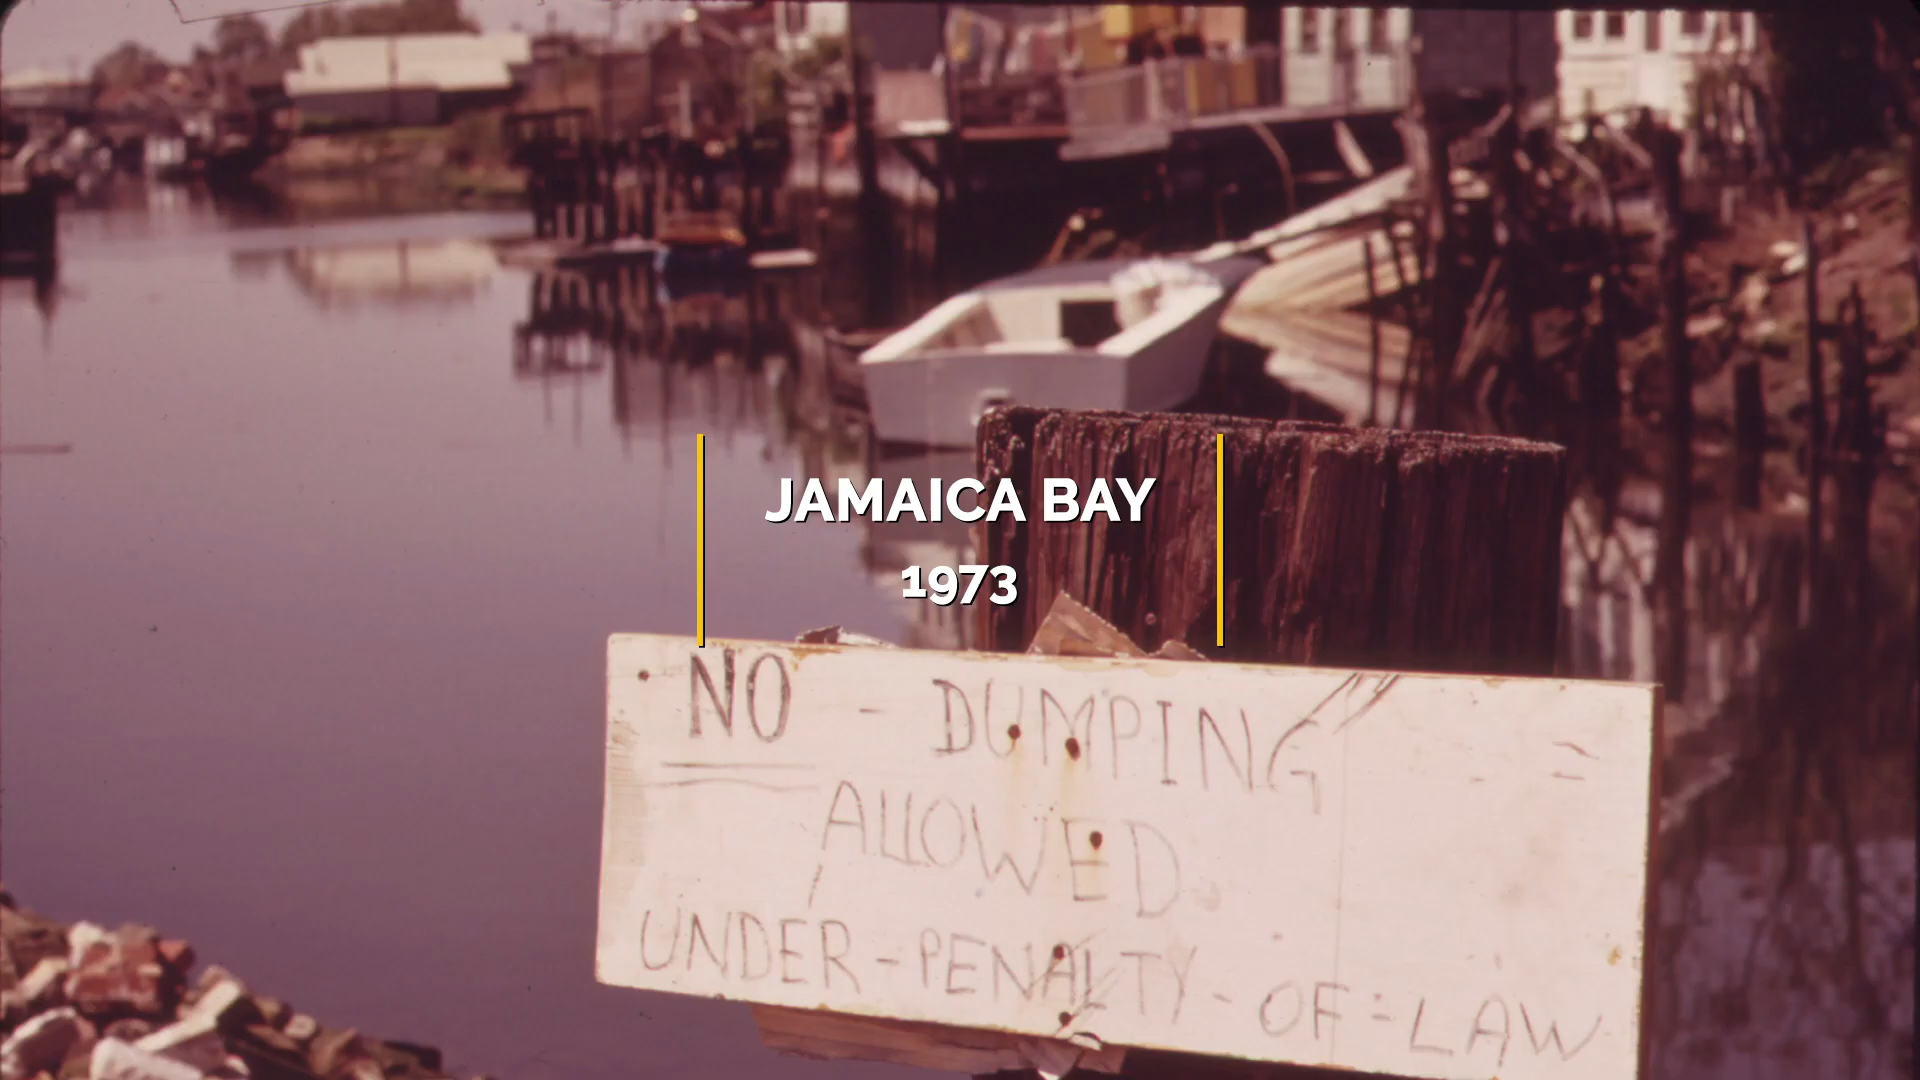 JAMAICA BAY
1973
NO - DUMPING
ALLOWED
UNDER-PENALTY-OF-LAW